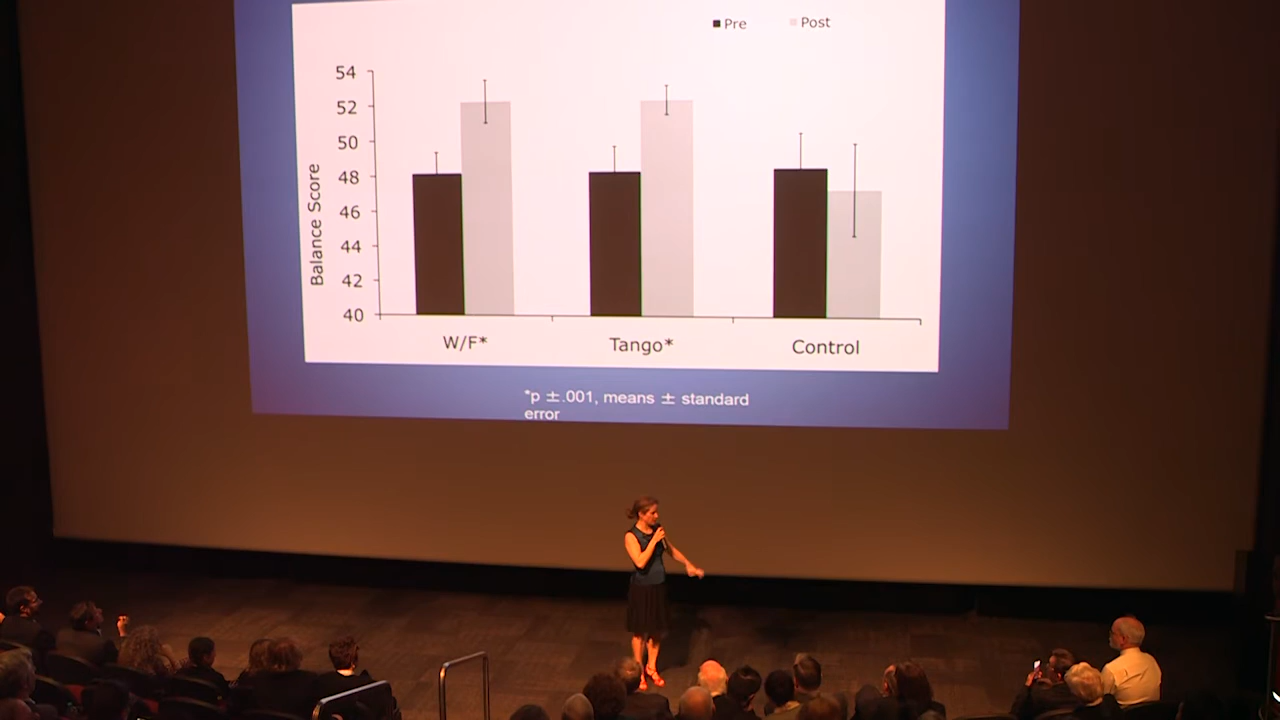 Pre
Post
54
52
50
48
46
44
42
40
Balance Score
W/F*
Tango*
Control
*p ±.001, means ± standard
error